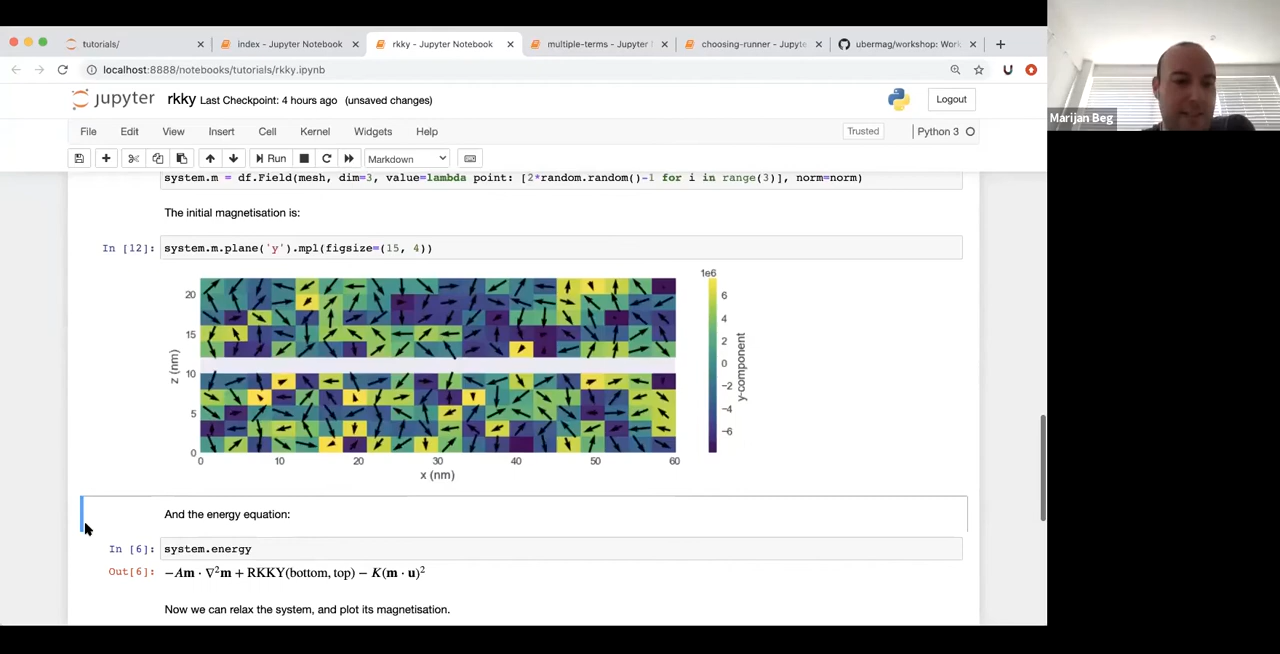 tutorials/
index - Jupyter Notebook
rkky - Jupyter Notebook
multiple-terms - Jupyter
choosing-runner - Jupyte
ubermag/workshop: Work
localhost:8888/notebooks/tutorials/rkky.ipynb
jupyter rkky Last Checkpoint: 4 hours ago (unsaved changes)
Logout
File Edit View Insert Cell Kernel Widgets Help
Trusted
Python 3
Run
Markdown
system.m = df.Field(mesh, dim=3, value=lambda point: [2*random.random()-1 for i in range(3)], norm=norm)
The initial magnetisation is:
In [12]: system.m.plane('y').mpl(figsize=(15, 4))
1e6
20
15
10
5
0
z (nm)
0 10 20 30 40 50 60
x (nm)
6
4
2
0
−2
−4
−6
y-component
And the energy equation:
In [6]: system.energy
Out[6]: −Am · ∇²m + RKKY(bottom, top) − K(m · u)²
Now we can relax the system, and plot its magnetisation.
Marijan Beg